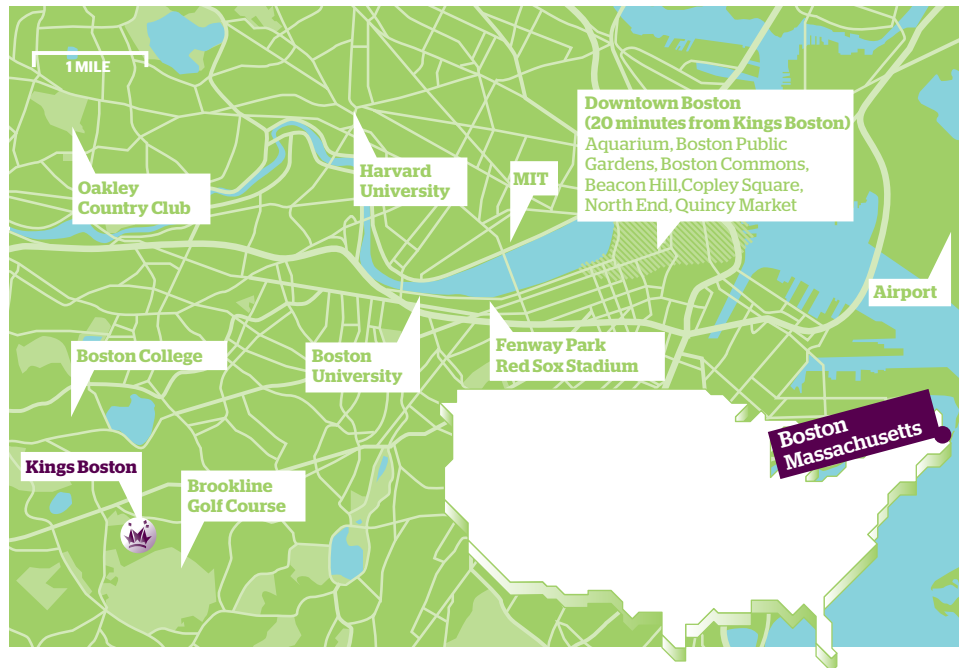 1 MILE
Downtown Boston
(20 minutes from Kings Boston)
Aquarium, Boston Public
Gardens, Boston Commons,
Beacon Hill,Copley Square,
North End, Quincy Market
Oakley
Country Club
Harvard
University
MIT
Airport
Boston College
Boston
University
Fenway Park
Red Sox Stadium
Boston
Massachusetts
Kings Boston
Brookline
Golf Course